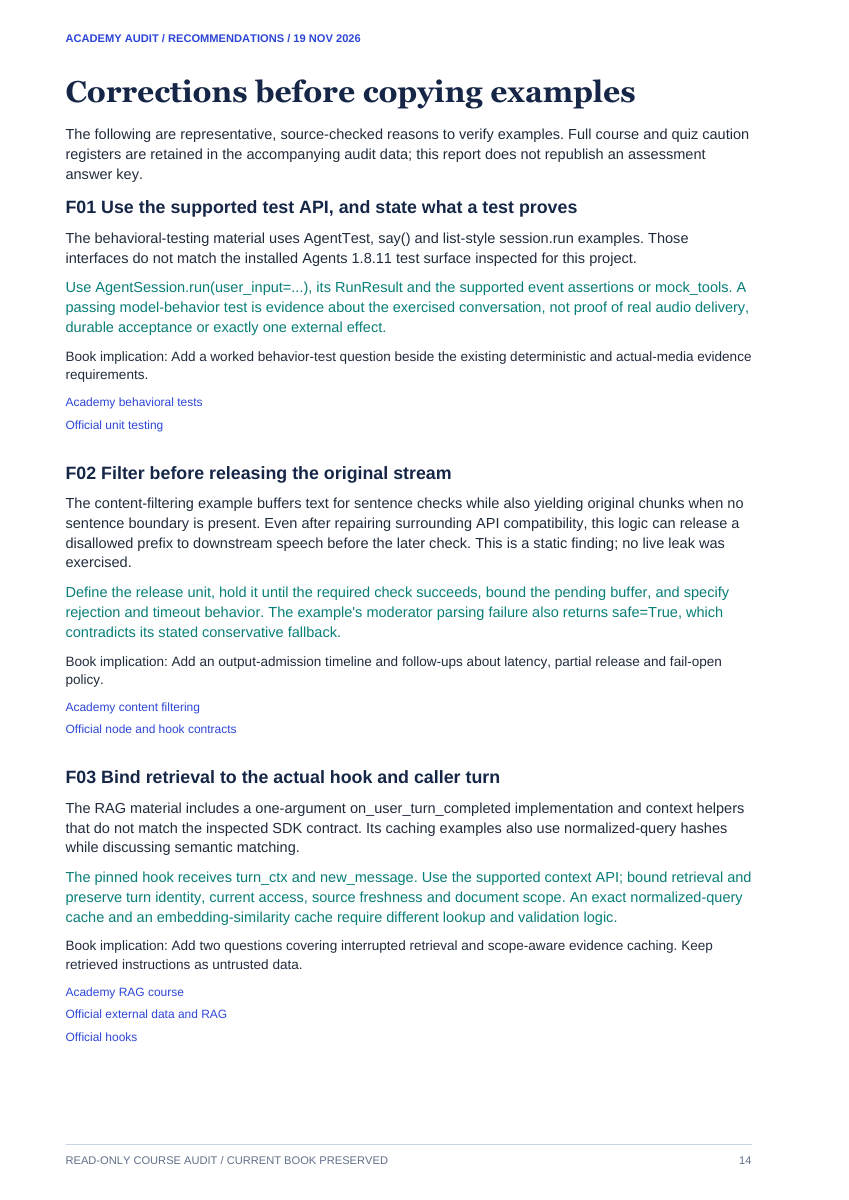 ACADEMY AUDIT / RECOMMENDATIONS / 19 NOV 2026
Corrections before copying examples
The following are representative, source-checked reasons to verify examples. Full course and quiz caution
registers are retained in the accompanying audit data; this report does not republish an assessment
answer key.
F01 Use the supported test API, and state what a test proves
The behavioral-testing material uses AgentTest, say() and list-style session.run examples. Those
interfaces do not match the installed Agents 1.8.11 test surface inspected for this project.
Use AgentSession.run(user_input=...), its RunResult and the supported event assertions or mock_tools. A
passing model-behavior test is evidence about the exercised conversation, not proof of real audio delivery,
durable acceptance or exactly one external effect.
Book implication: Add a worked behavior-test question beside the existing deterministic and actual-media evidence
requirements.
Academy behavioral tests
Official unit testing
F02 Filter before releasing the original stream
The content-filtering example buffers text for sentence checks while also yielding original chunks when no
sentence boundary is present. Even after repairing surrounding API compatibility, this logic can release a
disallowed prefix to downstream speech before the later check. This is a static finding; no live leak was
exercised.
Define the release unit, hold it until the required check succeeds, bound the pending buffer, and specify
rejection and timeout behavior. The example's moderator parsing failure also returns safe=True, which
contradicts its stated conservative fallback.
Book implication: Add an output-admission timeline and follow-ups about latency, partial release and fail-open
policy.
Academy content filtering
Official node and hook contracts
F03 Bind retrieval to the actual hook and caller turn
The RAG material includes a one-argument on_user_turn_completed implementation and context helpers
that do not match the inspected SDK contract. Its caching examples also use normalized-query hashes
while discussing semantic matching.
The pinned hook receives turn_ctx and new_message. Use the supported context API; bound retrieval and
preserve turn identity, current access, source freshness and document scope. An exact normalized-query
cache and an embedding-similarity cache require different lookup and validation logic.
Book implication: Add two questions covering interrupted retrieval and scope-aware evidence caching. Keep
retrieved instructions as untrusted data.
Academy RAG course
Official external data and RAG
Official hooks
READ-ONLY COURSE AUDIT / CURRENT BOOK PRESERVED
14